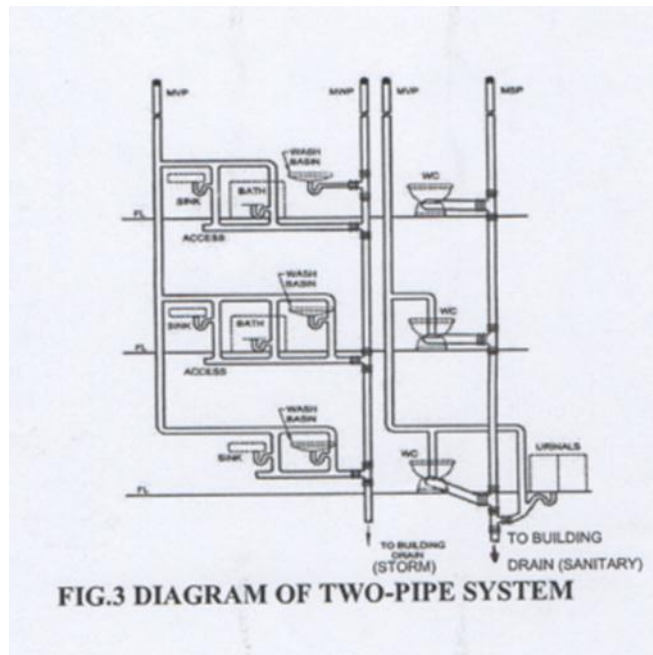 MVP MWP MVP MSP
WASH
BASIN
WC
BATH
SINK
FL
ACCESS
WASH
BASIN
WC
SINK
BATH
FL
ACCESS
WASH
BASIN
SINK
WC
URINALS
FL
TO BUILDING
DRAIN
(STORM)
TO BUILDING
DRAIN (SANITARY)
FIG.3 DIAGRAM OF TWO-PIPE SYSTEM